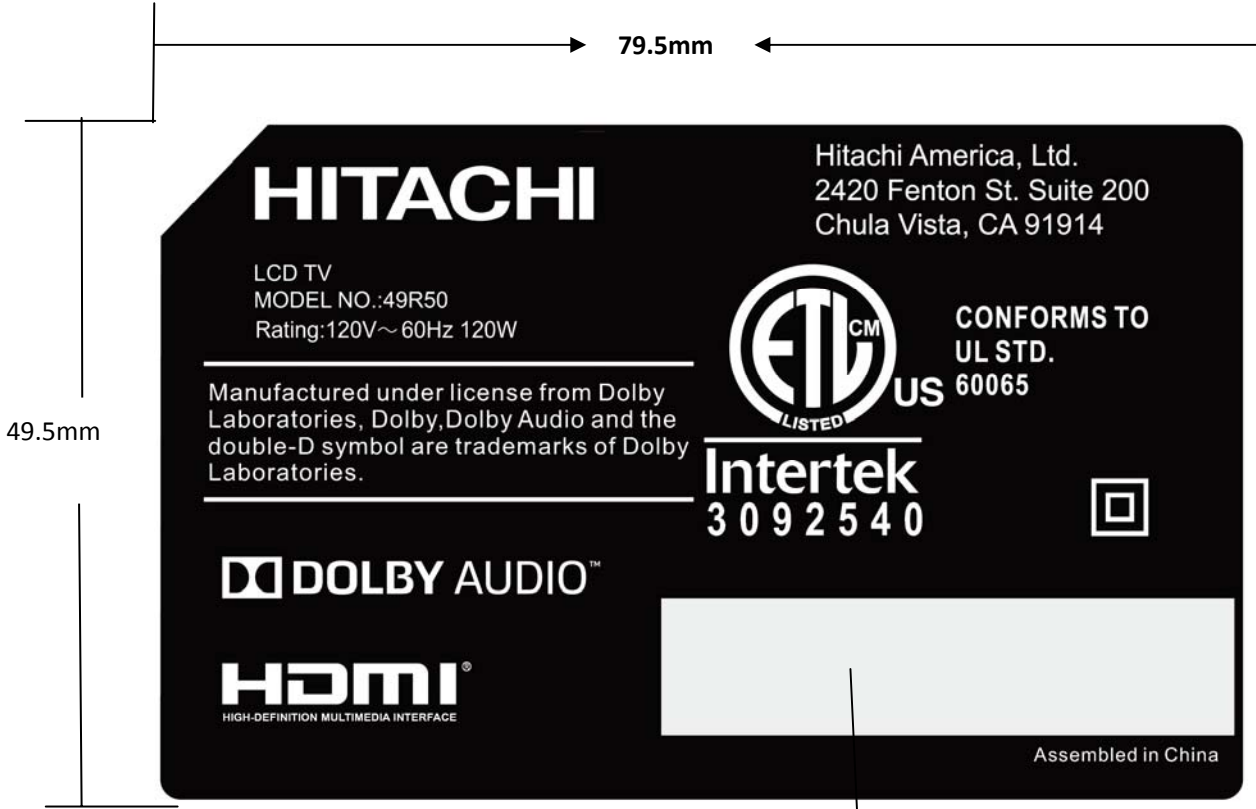 79.5mm
49.5mm
HITACHI
Hitachi America, Ltd.
2420 Fenton St. Suite 200
Chula Vista, CA 91914
LCD TV
MODEL NO.:49R50
Rating:120V～60Hz 120W
Manufactured under license from Dolby
Laboratories, Dolby,Dolby Audio and the
double-D symbol are trademarks of Dolby
Laboratories.
ETL
CM
LISTED
US
CONFORMS TO
UL STD.
60065
Intertek
3092540
DOLBY AUDIO™
HDMI®
HIGH-DEFINITION MULTIMEDIA INTERFACE
Assembled in China